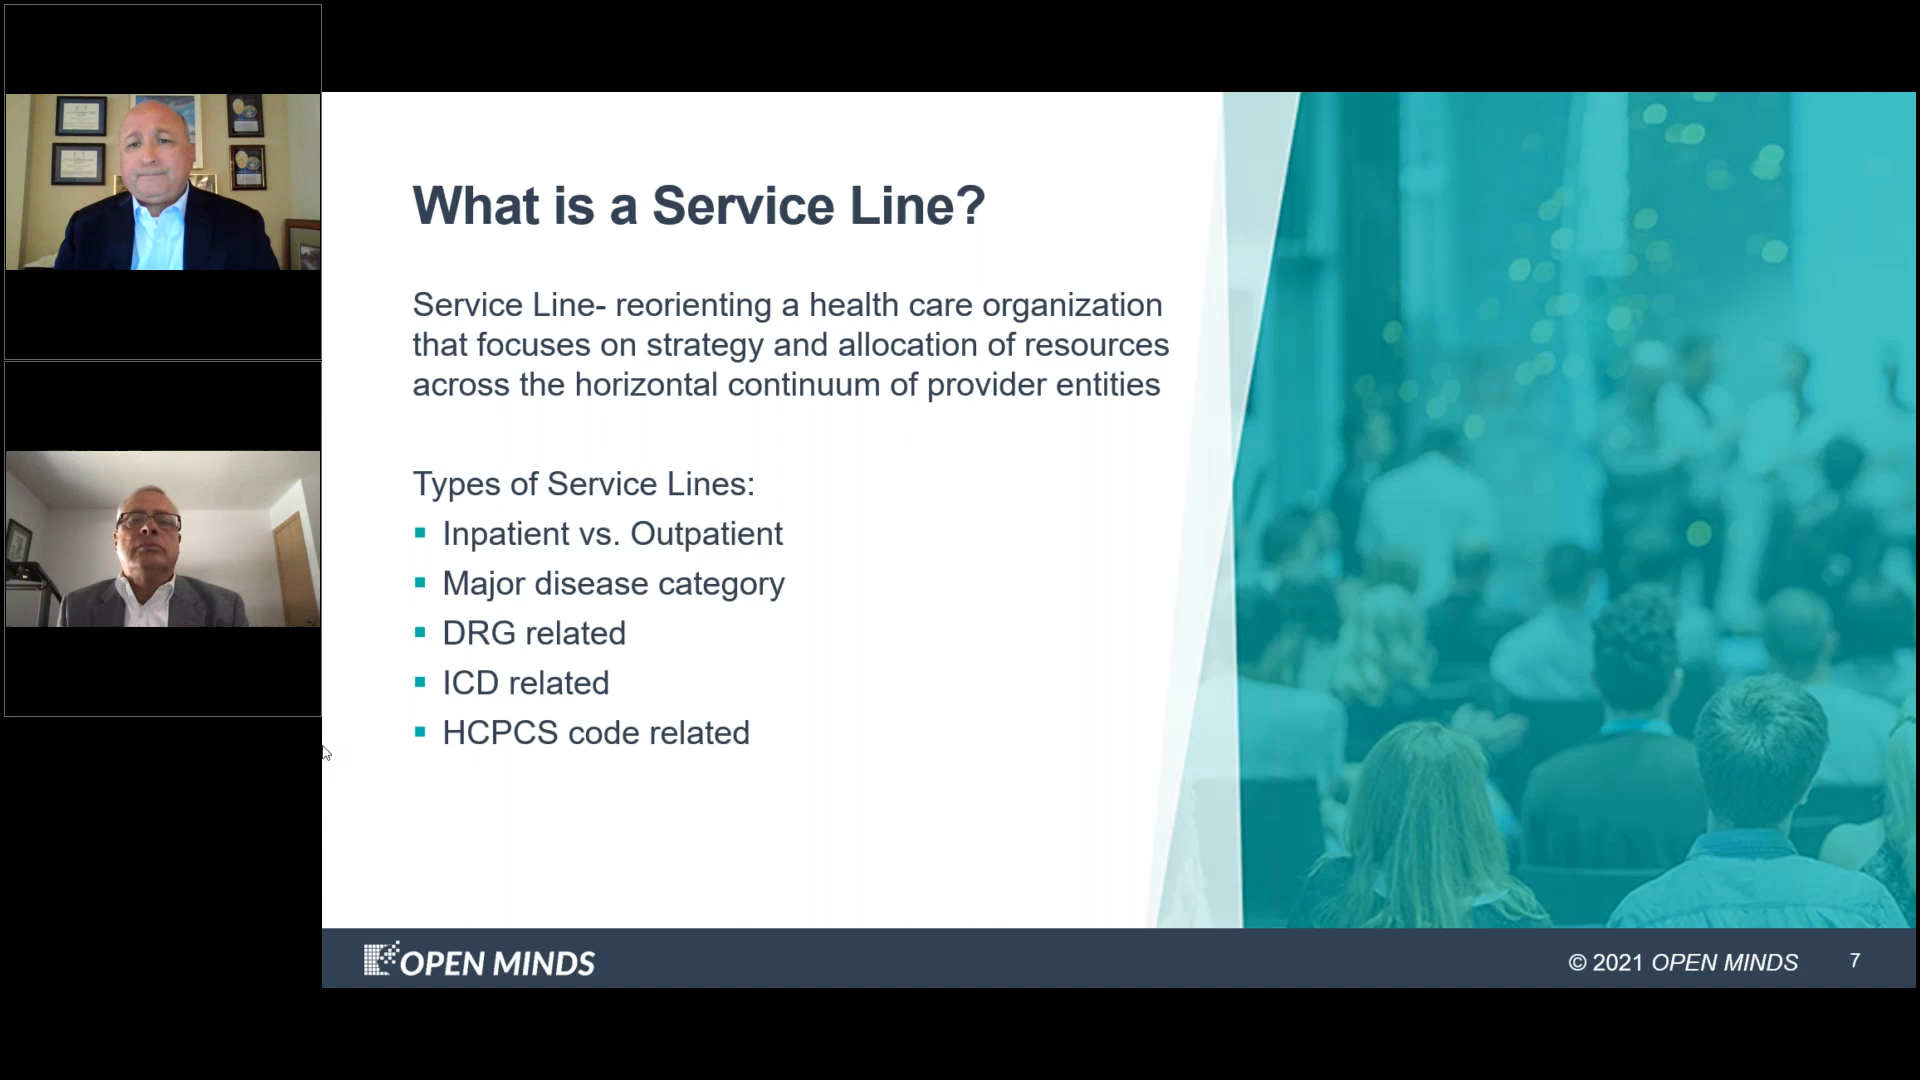 What is a Service Line?
Service Line- reorienting a health care organization
that focuses on strategy and allocation of resources
across the horizontal continuum of provider entities
Types of Service Lines:
Inpatient vs. Outpatient
Major disease category
DRG related
ICD related
HCPCS code related
OPEN MINDS
© 2021 OPEN MINDS
7